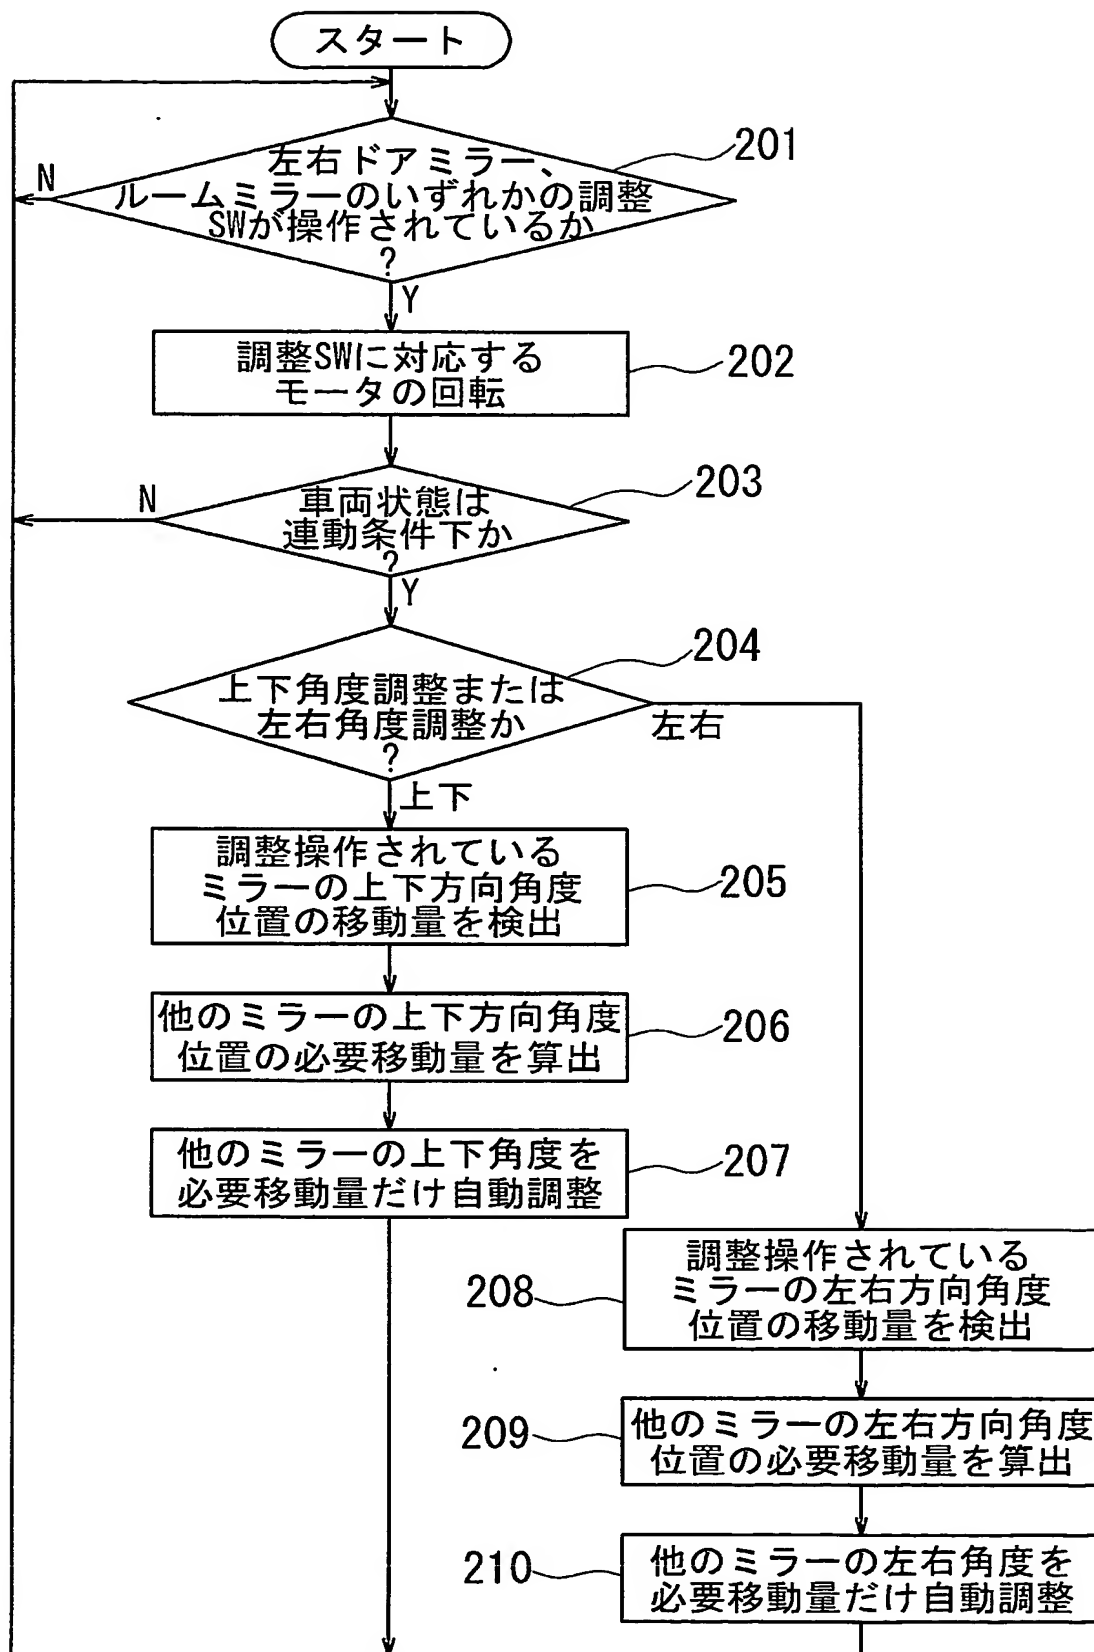 スタート
左右ドアミラー、
ルームミラーのいずれかの調整
SWが操作されているか
?
201
N
Y
調整SWに対応する
モータの回転
202
車両状態は
連動条件下か
?
203
N
Y
上下角度調整または
左右角度調整か
?
204
左右
上下
調整操作されている
ミラーの上下方向角度
位置の移動量を検出
205
他のミラーの上下方向角度
位置の必要移動量を算出
206
他のミラーの上下角度を
必要移動量だけ自動調整
207
調整操作されている
ミラーの左右方向角度
位置の移動量を検出
208
他のミラーの左右方向角度
位置の必要移動量を算出
209
他のミラーの左右角度を
必要移動量だけ自動調整
210